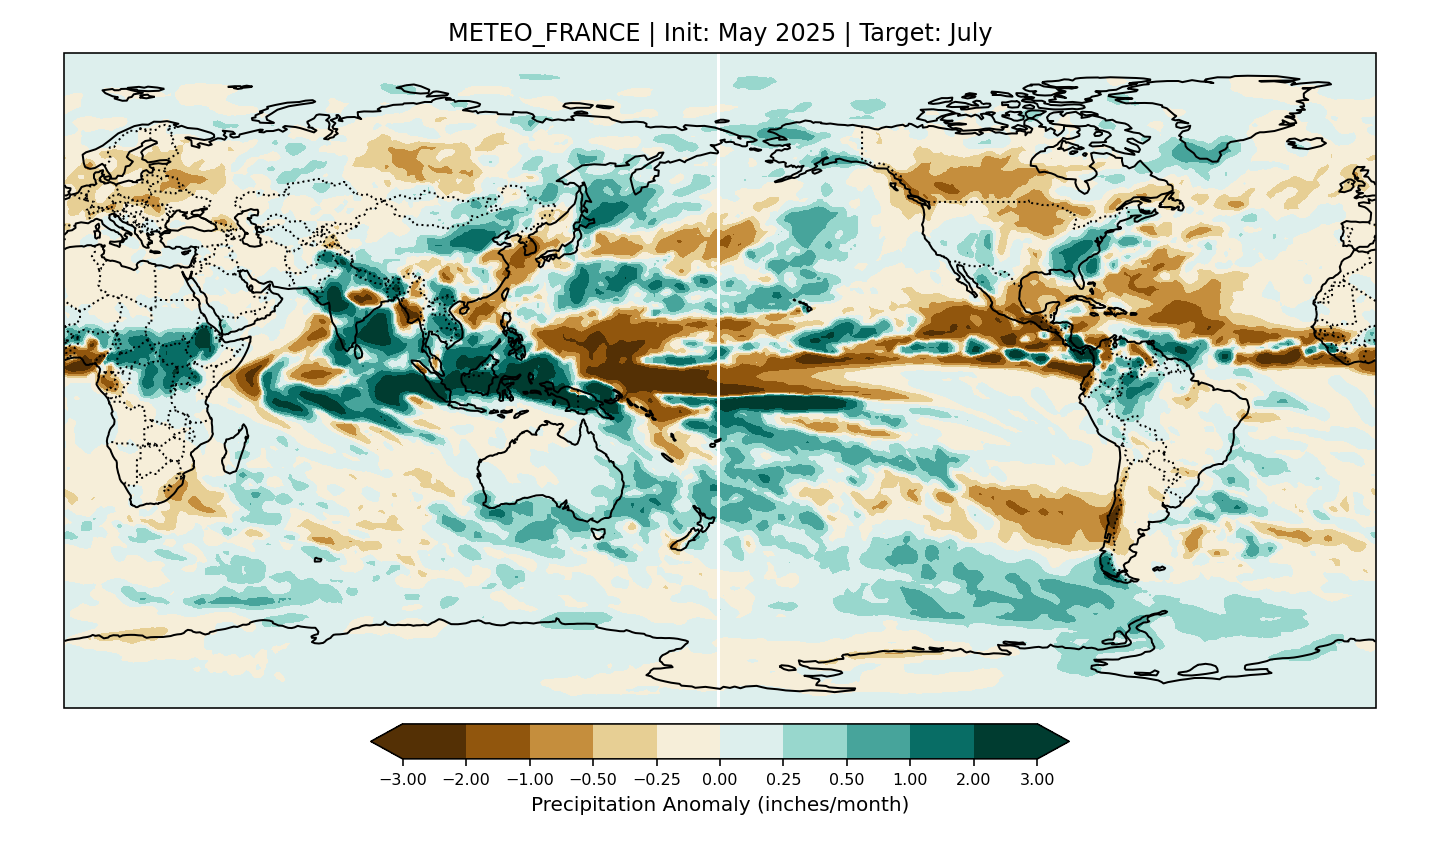 METEO_FRANCE | Init: May 2025 | Target: July
−3.00 −2.00 −1.00 −0.50 −0.25 0.00 0.25 0.50 1.00 2.00 3.00
Precipitation Anomaly (inches/month)